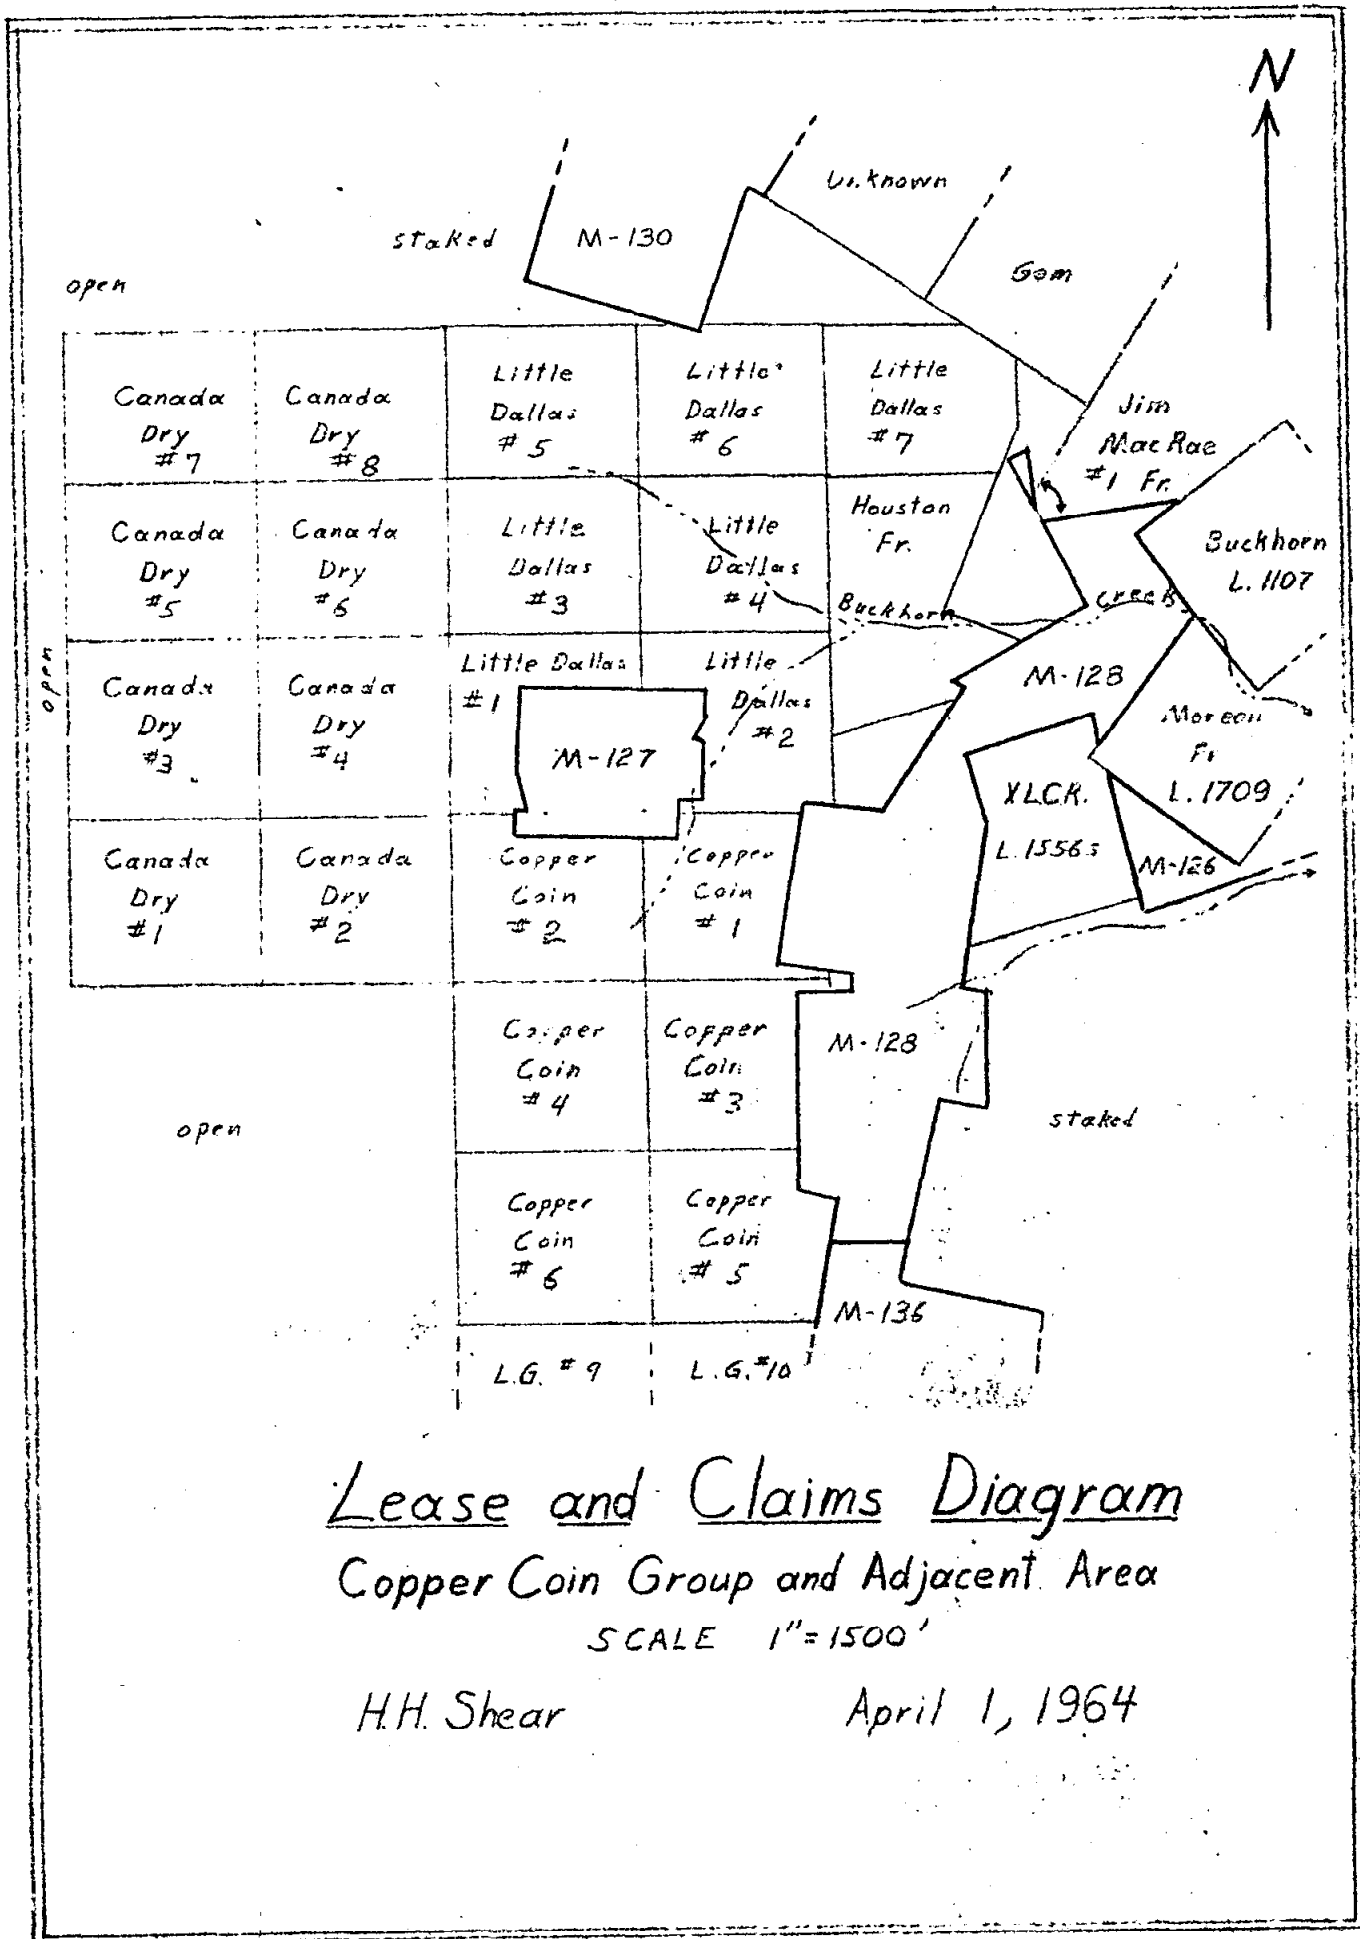 N
Unknown
staked
M-130
Gom
open
Canada
Dry
#7
Canada
Dry
#8
Little
Dallas
#5
Little
Dallas
#6
Little
Dallas
#7
Jim
MacRae
#1 Fr.
Canada
Dry
#5
Canada
Dry
#6
Little
Dallas
#3
Little
Dallas
#4
Houston
Fr.
Buckhorn
L. 1107
Buckhorn Creek
open
Canada
Dry
#3
Canada
Dry
#4
Little Dallas
#1
M-127
Little
Dallas
#2
M-128
Fr.
L. 1709
X.L.C.R.
L. 1556s
M-126
Canada
Dry
#1
Canada
Dry
#2
Copper
Coin
#2
Copper
Coin
#1
Copper
Coin
#4
Copper
Coin
#3
M-128
open
staked
Copper
Coin
#6
Copper
Coin
#5
M-136
L.G. #9
L.G. #10
Lease and Claims Diagram
Copper Coin Group and Adjacent Area
SCALE 1"=1500'
H.H. Shear
April 1, 1964